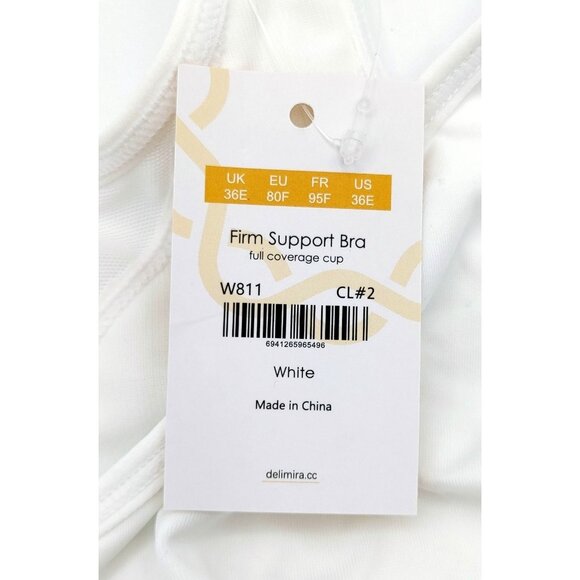 UK EU FR US
36E 80F 95F 36E
Firm Support Bra
full coverage cup
W811 CL#2
6941265965496
White
Made in China
delimira.cc